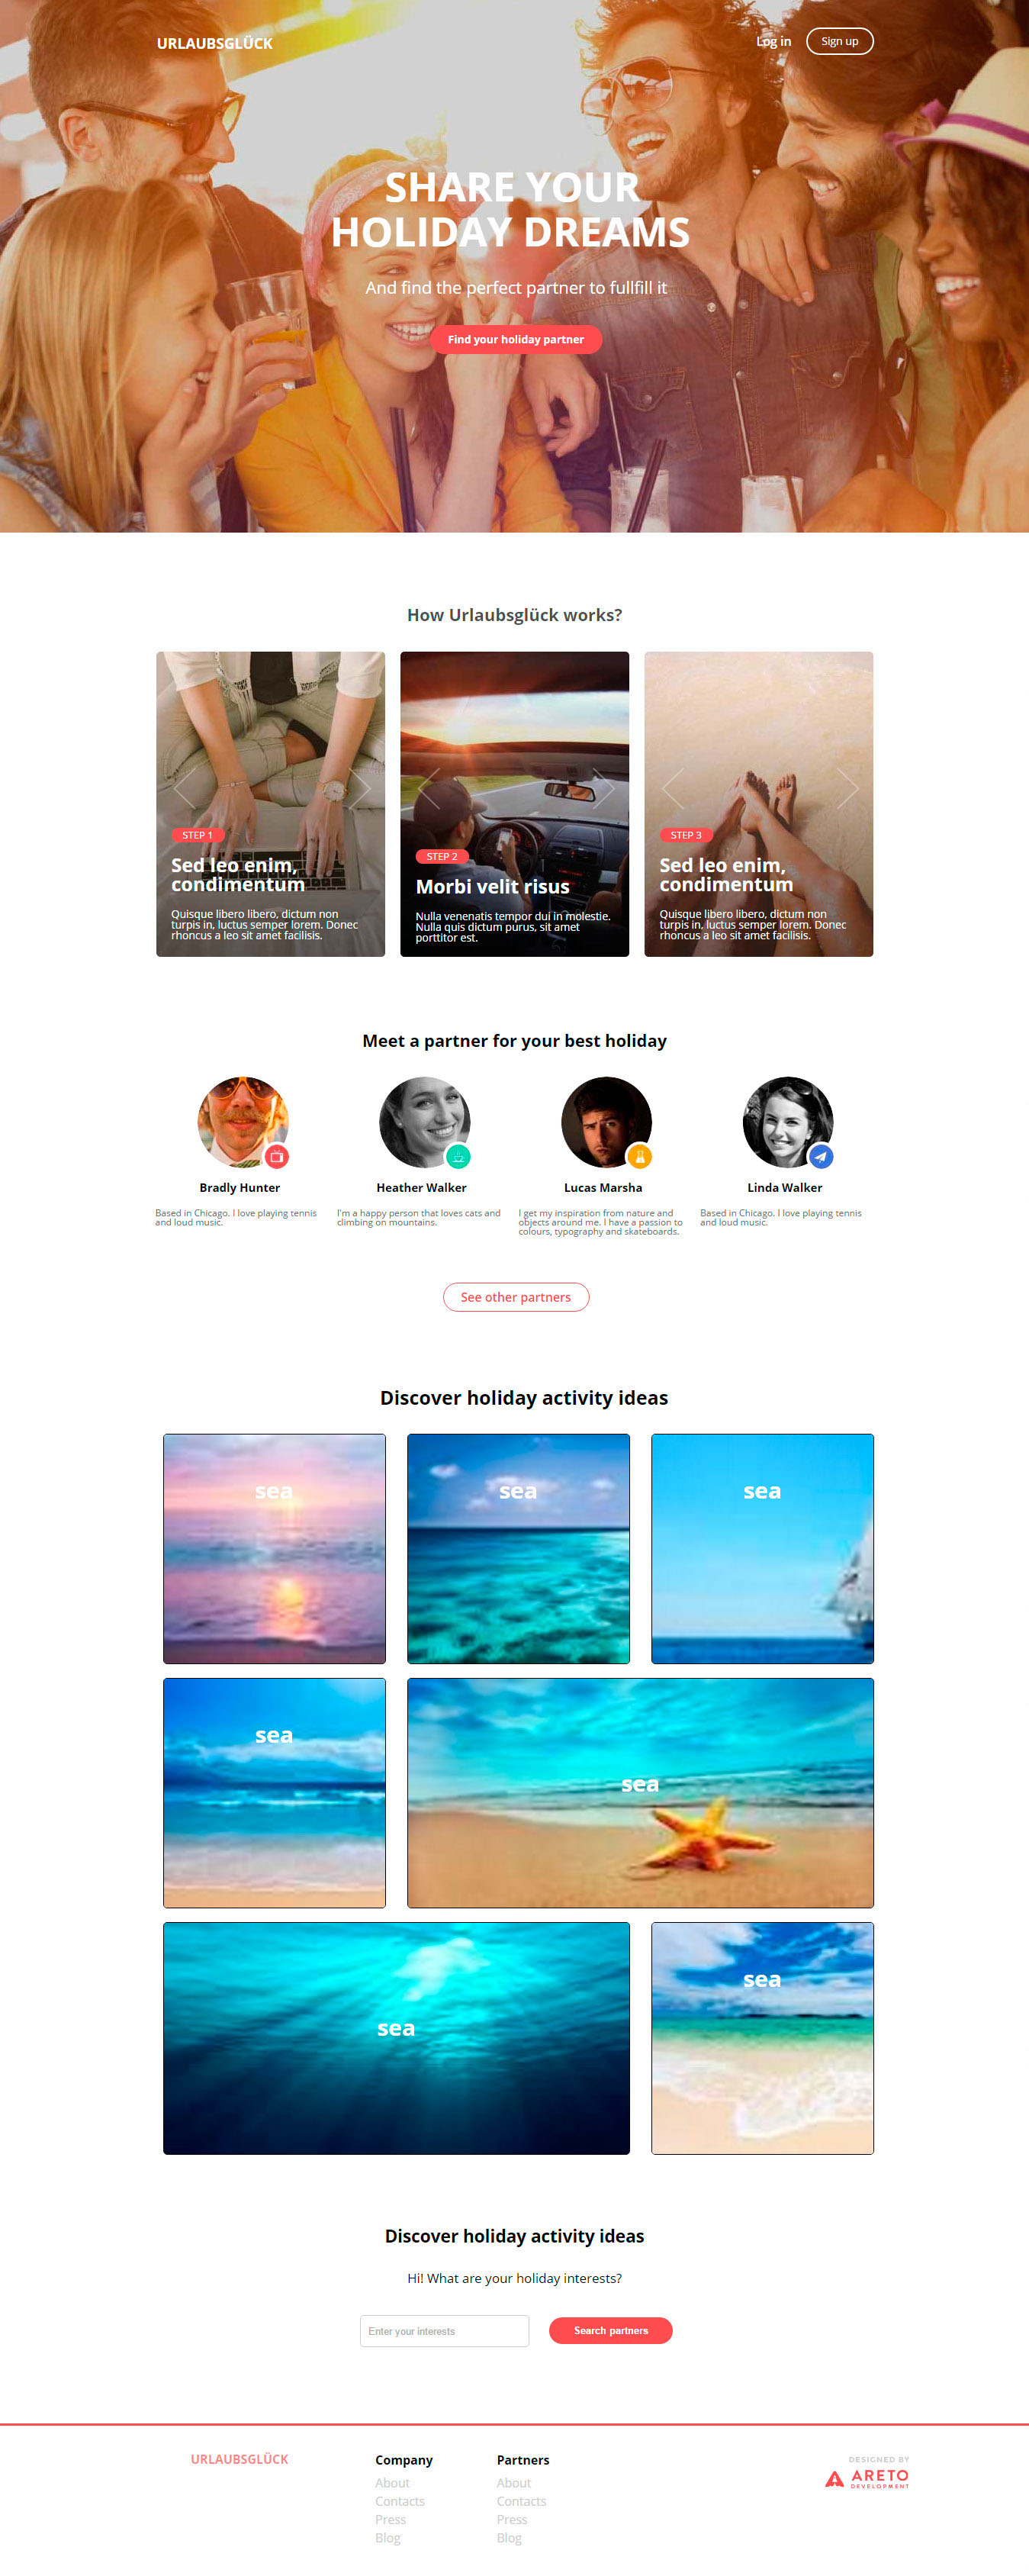 URLAUBSGLÜCK
Log in
Sign up
SHARE YOUR
HOLIDAY DREAMS
And find the perfect partner to fullfill it
Find your holiday partner
How Urlaubsglück works?
STEP 1
Sed leo enim,
condimentum
Quisque libero libero, dictum non
turpis in, luctus semper lorem. Donec
rhoncus a leo sit amet facilisis.
STEP 2
Morbi velit risus
Nulla venenatis tempor dui in molestie.
Nulla quis dictum purus, sit amet
porttitor est.
STEP 3
Sed leo enim,
condimentum
Quisque libero libero, dictum non
turpis in, luctus semper lorem. Donec
rhoncus a leo sit amet facilisis.
Meet a partner for your best holiday
Bradly Hunter
Based in Chicago. I love playing tennis
and loud music.
Heather Walker
I'm a happy person that loves cats and
climbing on mountains.
Lucas Marsha
I get my inspiration from nature and
objects around me. I have a passion to
colours, typography and skateboards.
Linda Walker
Based in Chicago. I love playing tennis
and loud music.
See other partners
Discover holiday activity ideas
sea
sea
sea
sea
sea
sea
sea
Discover holiday activity ideas
Hi! What are your holiday interests?
Enter your interests
Search partners
URLAUBSGLÜCK
Company
About
Contacts
Press
Blog
Partners
About
Contacts
Press
Blog
DESIGNED BY
ARETO
DEVELOPMENT